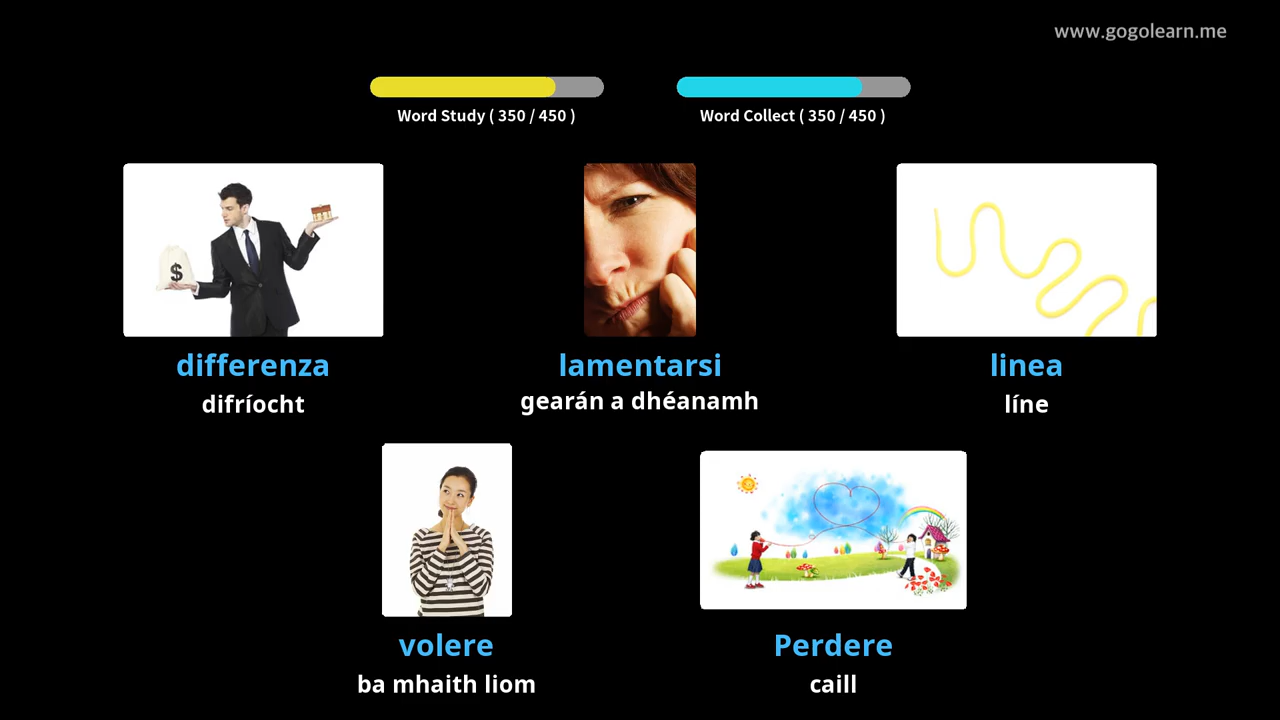 www.gogolearn.me
Word Study ( 350 / 450 )
Word Collect ( 350 / 450 )
$
differenza
difríocht
lamentarsi
gearán a dhéanamh
linea
líne
volere
ba mhaith liom
Perdere
caill